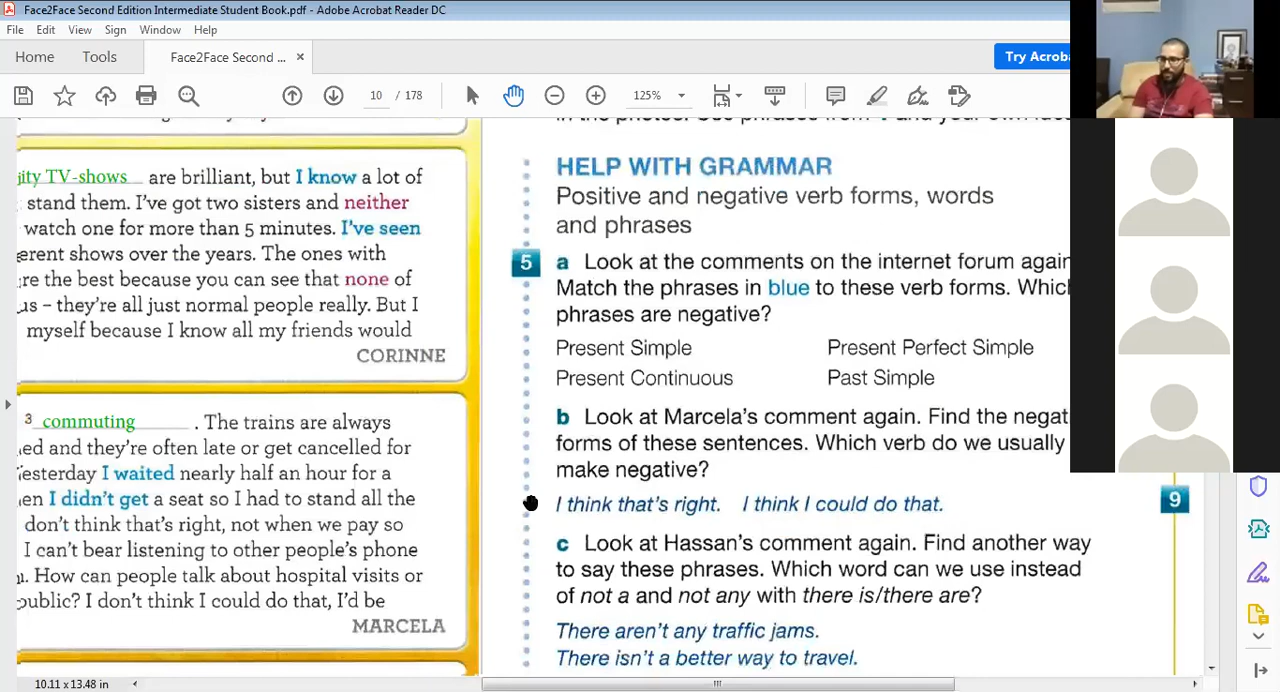 Face2Face Second Edition Intermediate Student Book.pdf - Adobe Acrobat Reader DC
File Edit View Sign Window Help
Home Tools Face2Face Second ... × Try Acroba
10 / 178 125%
jity TV-shows are brilliant, but I know a lot of
stand them. I've got two sisters and neither
watch one for more than 5 minutes. I've seen
erent shows over the years. The ones with
re the best because you can see that none of
us – they're all just normal people really. But I
myself because I know all my friends would
CORINNE
3 commuting . The trains are always
ed and they're often late or get cancelled for
esterday I waited nearly half an hour for a
en I didn't get a seat so I had to stand all the
don't think that's right, not when we pay so
I can't bear listening to other people's phone
. How can people talk about hospital visits or
public? I don't think I could do that, I'd be
MARCELA
HELP WITH GRAMMAR
Positive and negative verb forms, words
and phrases
5 a Look at the comments on the internet forum again
Match the phrases in blue to these verb forms. Which
phrases are negative?
Present Simple Present Perfect Simple
Present Continuous Past Simple
b Look at Marcela's comment again. Find the negat
forms of these sentences. Which verb do we usually
make negative?
I think that's right. I think I could do that.
9
c Look at Hassan's comment again. Find another way
to say these phrases. Which word can we use instead
of not a and not any with there is/there are?
There aren't any traffic jams.
There isn't a better way to travel.
10.11 x 13.48 in